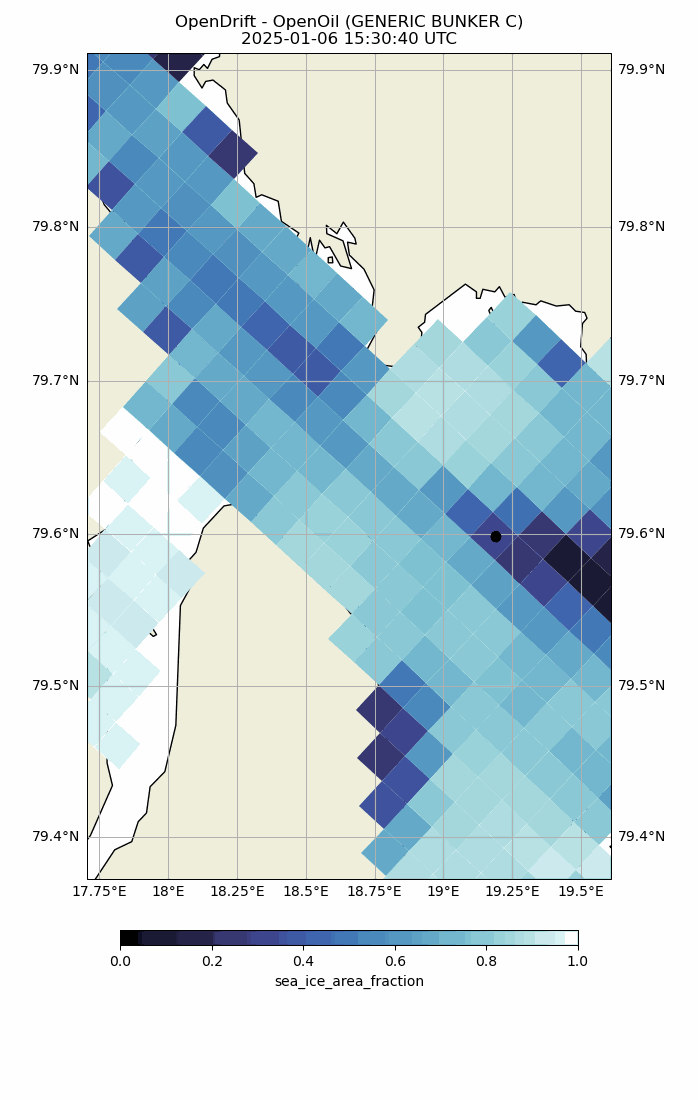 OpenDrift - OpenOil (GENERIC BUNKER C)
2025-01-06 15:30:40 UTC
79.9°N 79.9°N
79.8°N 79.8°N
79.7°N 79.7°N
79.6°N 79.6°N
79.5°N 79.5°N
79.4°N 79.4°N
17.75°E 18°E 18.25°E 18.5°E 18.75°E 19°E 19.25°E 19.5°E
0.0 0.2 0.4 0.6 0.8 1.0
sea_ice_area_fraction